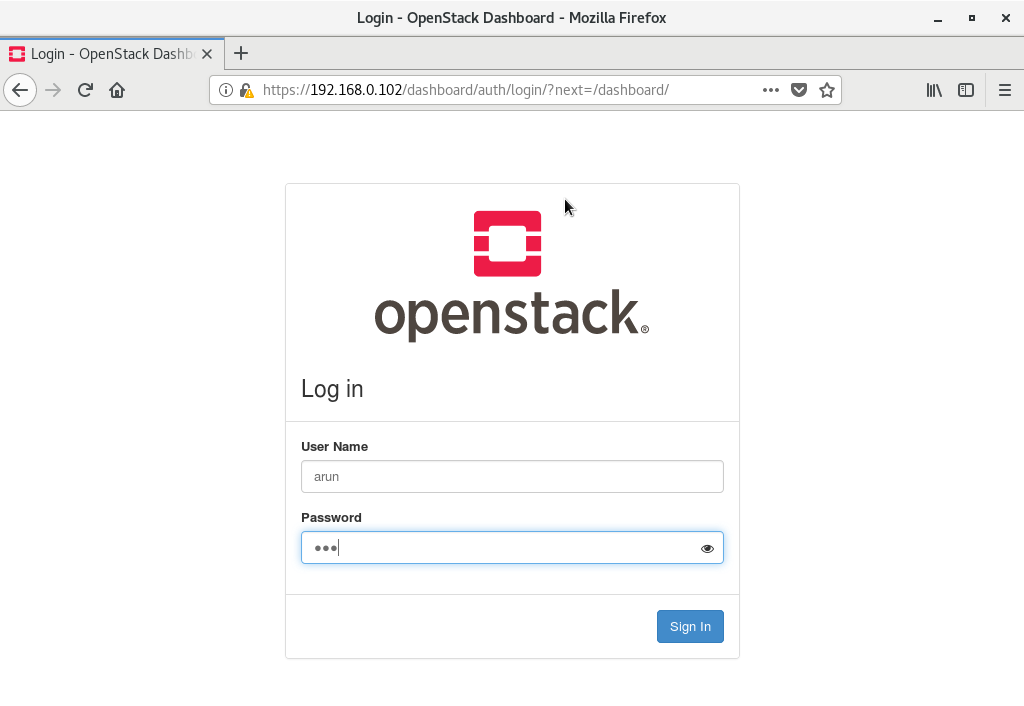 Login - OpenStack Dashboard - Mozilla Firefox
Login - OpenStack Dashb
https://192.168.0.102/dashboard/auth/login/?next=/dashboard/
openstack®
Log in
User Name
arun
Password
•••
Sign In